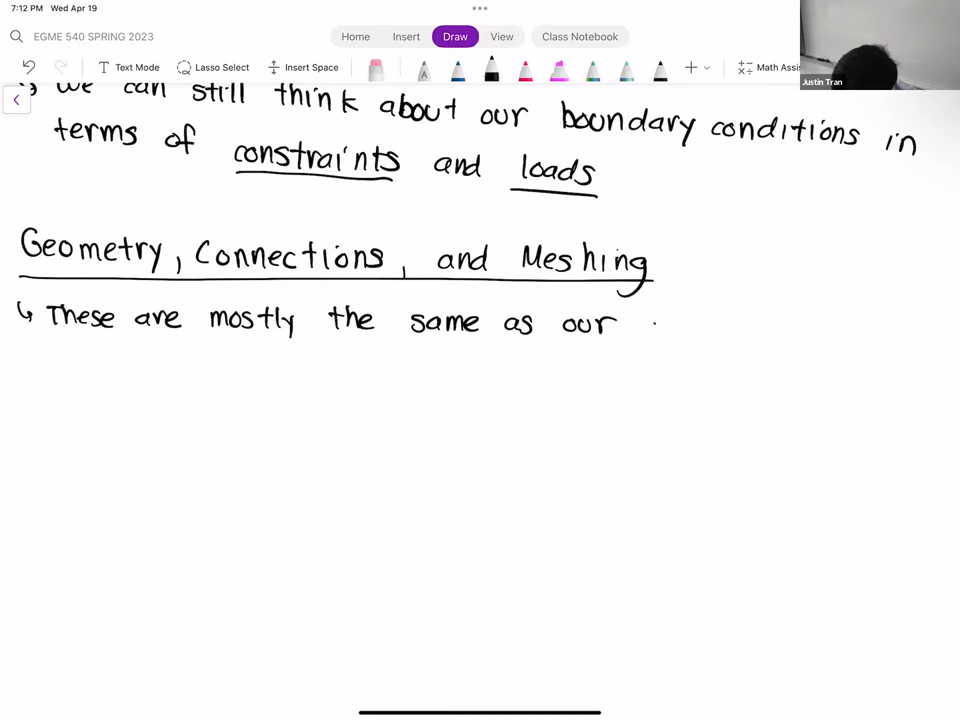 7:12 PM Wed Apr 19
EGME 540 SPRING 2023
Home Insert Draw View Class Notebook
Text Mode Lasso Select Insert Space Math Assis
Justin Tran
we can still think about our boundary conditions in
terms of constraints and loads
Geometry, Connections, and Meshing
↳ These are mostly the same as our